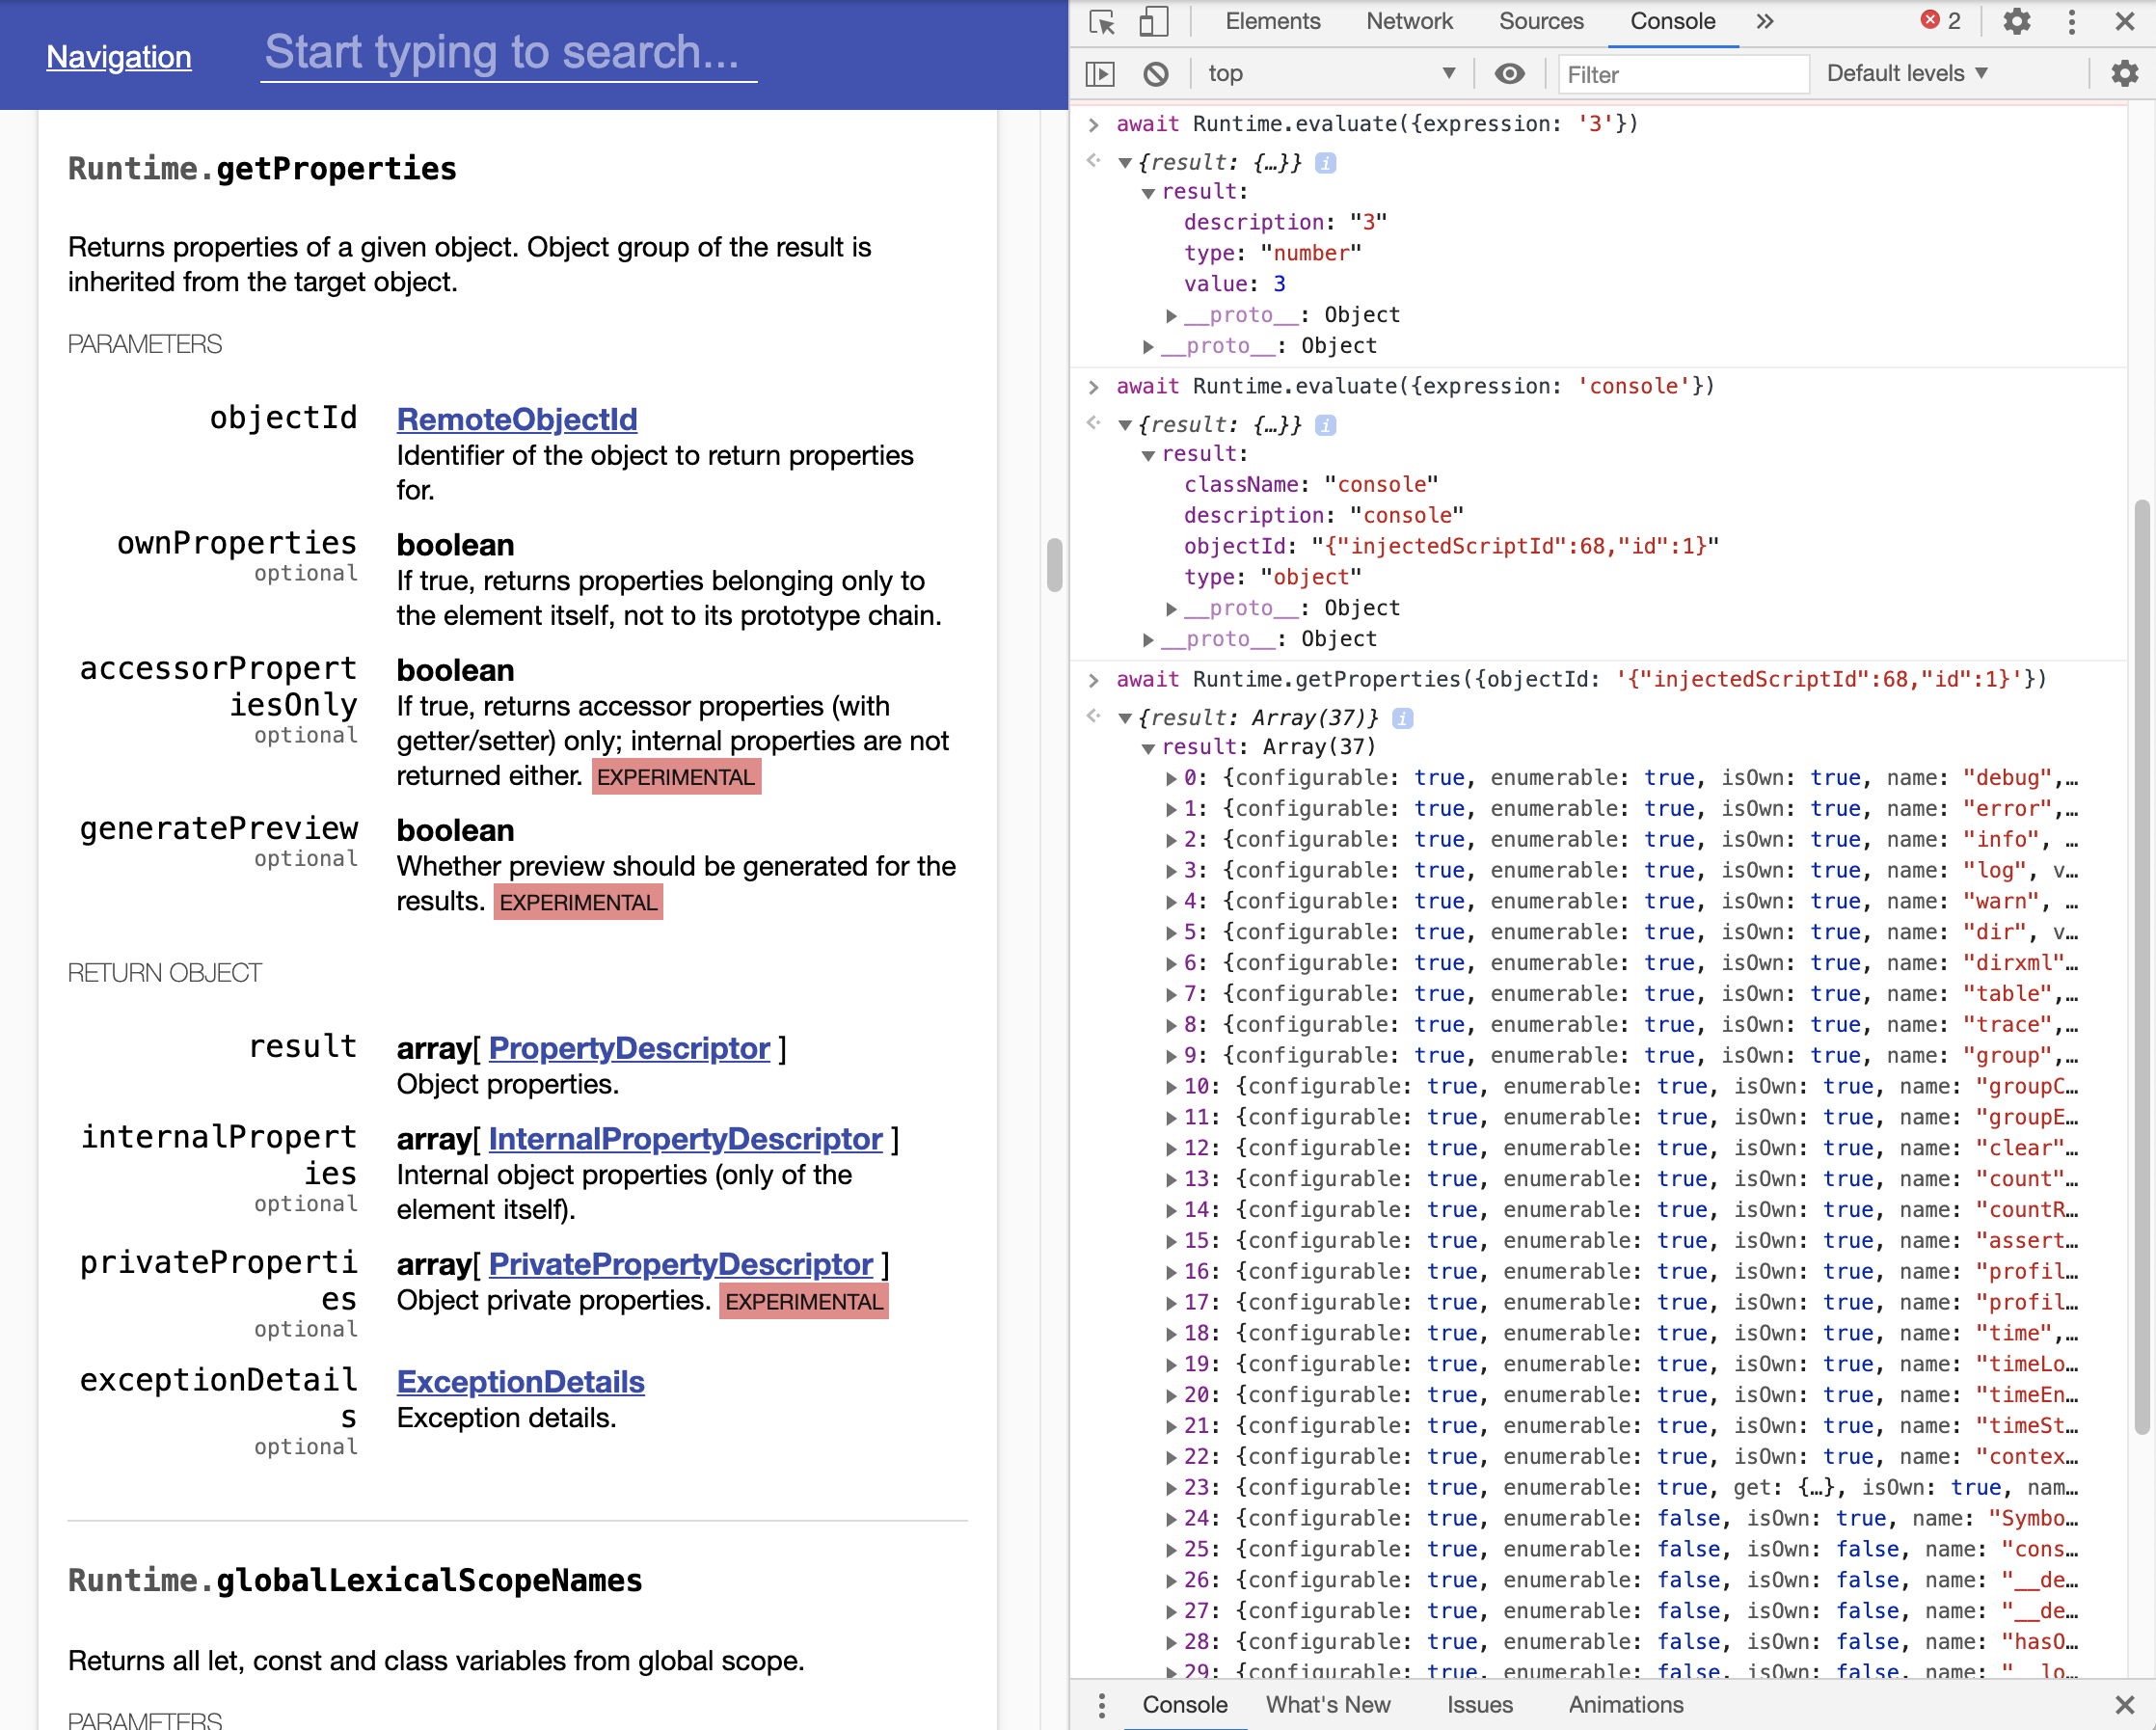 Navigation
Start typing to search...
Runtime.getProperties
Returns properties of a given object. Object group of the result is
inherited from the target object.
PARAMETERS
objectId
RemoteObjectId
Identifier of the object to return properties
for.
ownProperties
optional
boolean
If true, returns properties belonging only to
the element itself, not to its prototype chain.
accessorPropert
iesOnly
optional
boolean
If true, returns accessor properties (with
getter/setter) only; internal properties are not
returned either. EXPERIMENTAL
generatePreview
optional
boolean
Whether preview should be generated for the
results. EXPERIMENTAL
RETURN OBJECT
result
array[ PropertyDescriptor ]
Object properties.
internalPropert
ies
optional
array[ InternalPropertyDescriptor ]
Internal object properties (only of the
element itself).
privateProperti
es
optional
array[ PrivatePropertyDescriptor ]
Object private properties. EXPERIMENTAL
exceptionDetail
s
optional
ExceptionDetails
Exception details.
Runtime.globalLexicalScopeNames
Returns all let, const and class variables from global scope.
PARAMETERS
Elements Network Sources Console » 2
top Filter Default levels
await Runtime.evaluate({expression: '3'})
{result: {…}}
result:
description: "3"
type: "number"
value: 3
__proto__: Object
__proto__: Object
await Runtime.evaluate({expression: 'console'})
{result: {…}}
result:
className: "console"
description: "console"
objectId: "{"injectedScriptId":68,"id":1}"
type: "object"
__proto__: Object
__proto__: Object
await Runtime.getProperties({objectId: '{"injectedScriptId":68,"id":1}'})
{result: Array(37)}
result: Array(37)
0: {configurable: true, enumerable: true, isOwn: true, name: "debug",…
1: {configurable: true, enumerable: true, isOwn: true, name: "error",…
2: {configurable: true, enumerable: true, isOwn: true, name: "info", …
3: {configurable: true, enumerable: true, isOwn: true, name: "log", v…
4: {configurable: true, enumerable: true, isOwn: true, name: "warn", …
5: {configurable: true, enumerable: true, isOwn: true, name: "dir", v…
6: {configurable: true, enumerable: true, isOwn: true, name: "dirxml"…
7: {configurable: true, enumerable: true, isOwn: true, name: "table",…
8: {configurable: true, enumerable: true, isOwn: true, name: "trace",…
9: {configurable: true, enumerable: true, isOwn: true, name: "group",…
10: {configurable: true, enumerable: true, isOwn: true, name: "groupC…
11: {configurable: true, enumerable: true, isOwn: true, name: "groupE…
12: {configurable: true, enumerable: true, isOwn: true, name: "clear"…
13: {configurable: true, enumerable: true, isOwn: true, name: "count"…
14: {configurable: true, enumerable: true, isOwn: true, name: "countR…
15: {configurable: true, enumerable: true, isOwn: true, name: "assert…
16: {configurable: true, enumerable: true, isOwn: true, name: "profil…
17: {configurable: true, enumerable: true, isOwn: true, name: "profil…
18: {configurable: true, enumerable: true, isOwn: true, name: "time",…
19: {configurable: true, enumerable: true, isOwn: true, name: "timeLo…
20: {configurable: true, enumerable: true, isOwn: true, name: "timeEn…
21: {configurable: true, enumerable: true, isOwn: true, name: "timeSt…
22: {configurable: true, enumerable: true, isOwn: true, name: "contex…
23: {configurable: true, enumerable: true, get: {…}, isOwn: true, nam…
24: {configurable: true, enumerable: false, isOwn: true, name: "Symbo…
25: {configurable: true, enumerable: false, isOwn: false, name: "cons…
26: {configurable: true, enumerable: false, isOwn: false, name: "__de…
27: {configurable: true, enumerable: false, isOwn: false, name: "__de…
28: {configurable: true, enumerable: false, isOwn: false, name: "hasO…
29: {configurable: true, enumerable: false, isOwn: false, name: "__lo…
Console What's New Issues Animations